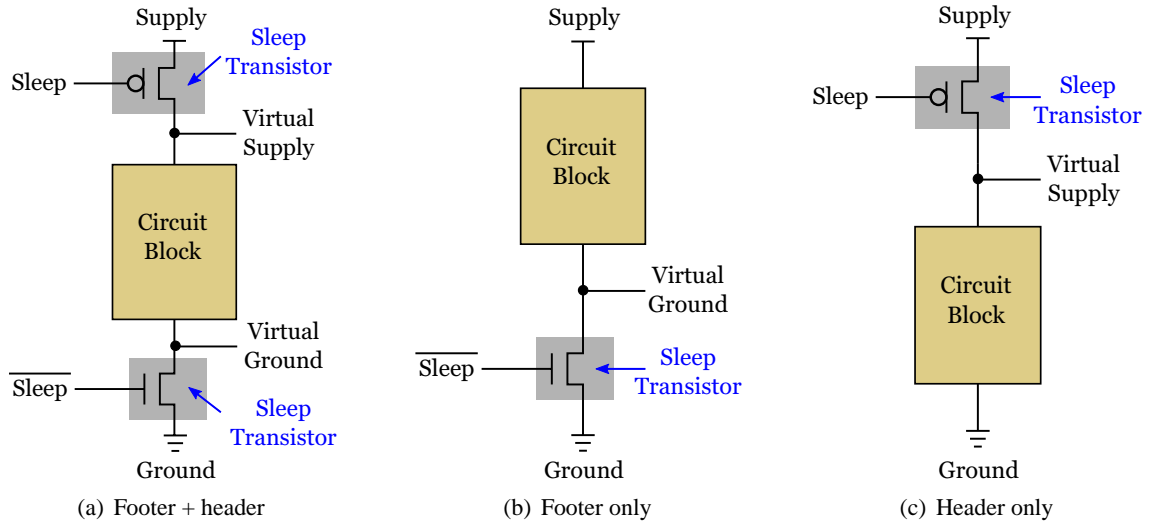 Supply
Sleep
Transistor
Sleep
Virtual
Supply
Circuit
Block
Virtual
Ground
Sleep
Sleep
Transistor
Ground
(a) Footer + header
Supply
Circuit
Block
Virtual
Ground
Sleep
Sleep
Transistor
Ground
(b) Footer only
Supply
Sleep
Sleep
Transistor
Virtual
Supply
Circuit
Block
Ground
(c) Header only